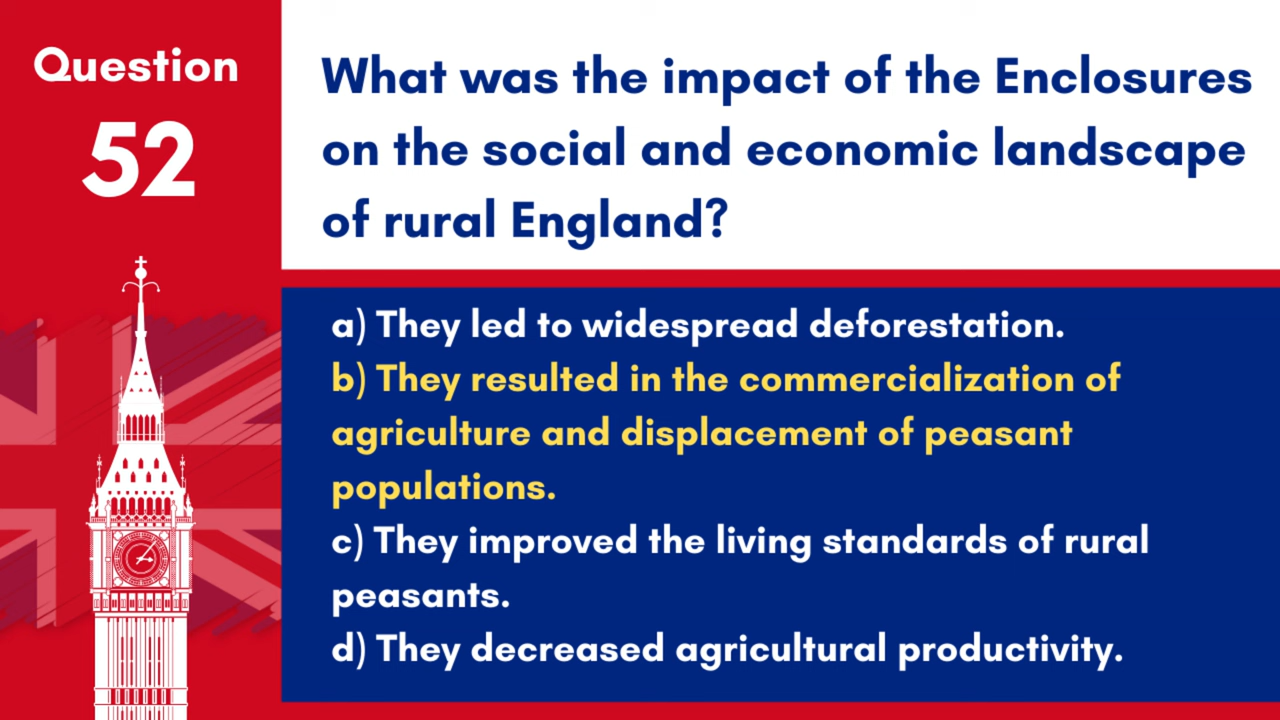 Question
52
What was the impact of the Enclosures
on the social and economic landscape
of rural England?
a) They led to widespread deforestation.
b) They resulted in the commercialization of
agriculture and displacement of peasant
populations.
c) They improved the living standards of rural
peasants.
d) They decreased agricultural productivity.